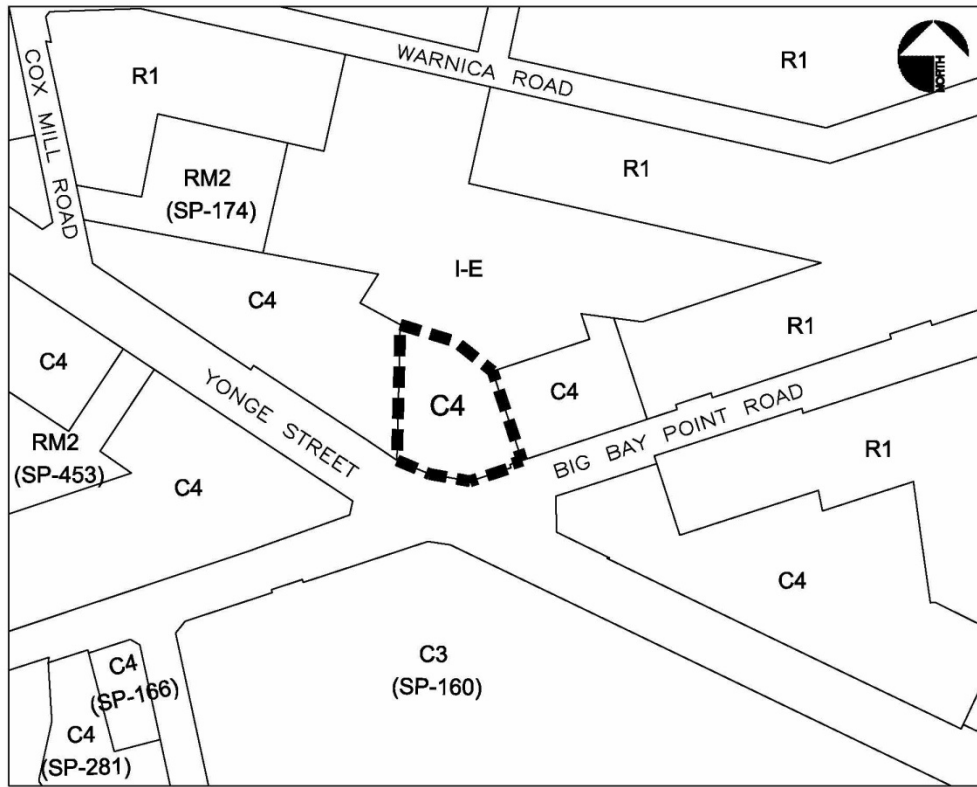 WARNICA ROAD
R1
R1
NORTH
COX MILL ROAD
R1
RM2
(SP-174)
I-E
C4
R1
C4
C4
C4
YONGE STREET
BIG BAY POINT ROAD
RM2
(SP-453)
C4
R1
C4
C3
(SP-160)
C4
(SP-166)
C4
(SP-281)